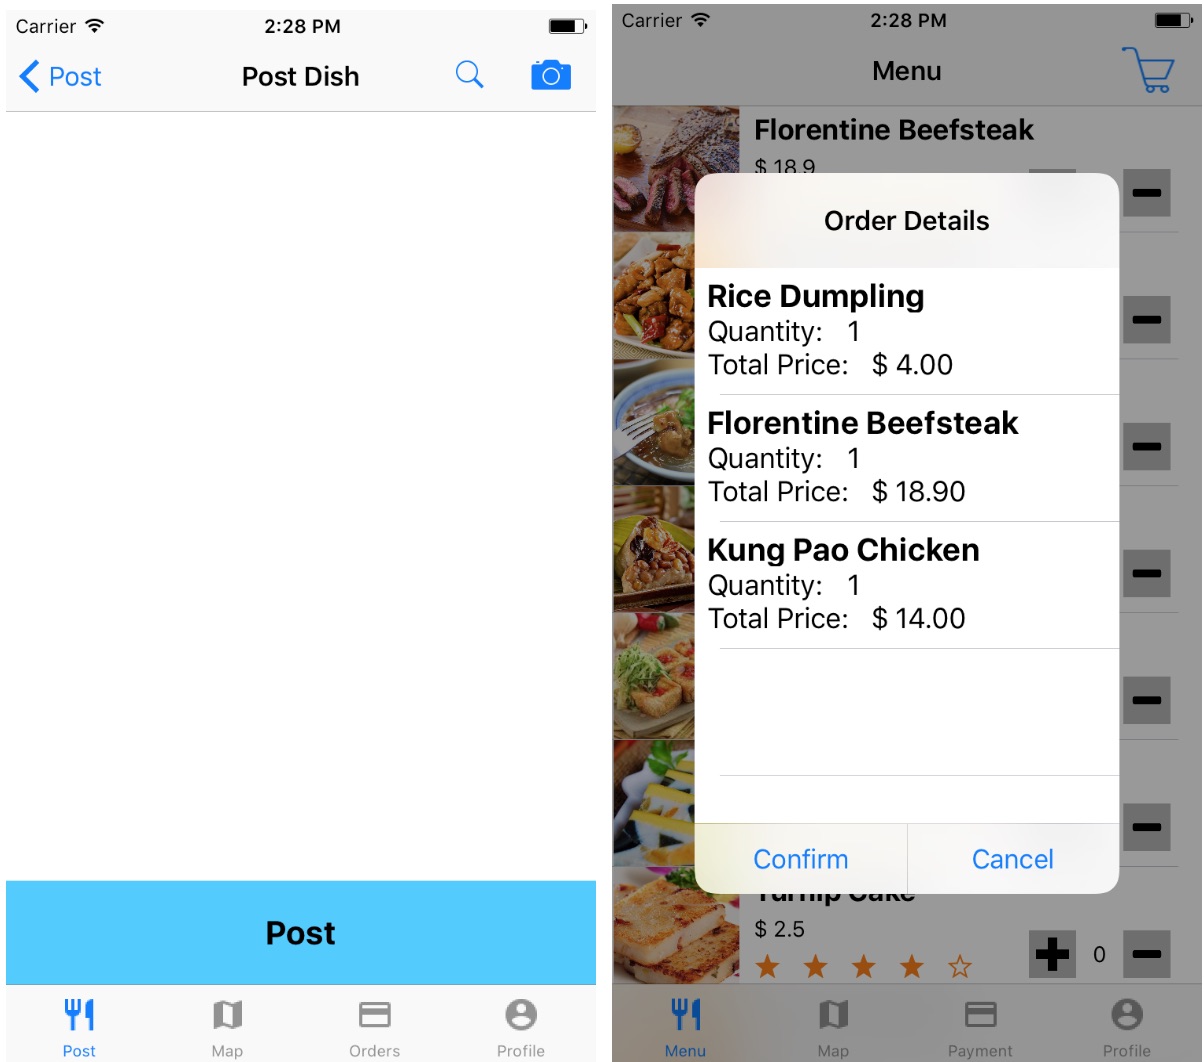 Carrier 2:28 PM
Post Post Dish
Post
Post Map Orders Profile
Carrier 2:28 PM
Menu
Florentine Beefsteak
$ 18.9
Order Details
Rice Dumpling
Quantity: 1
Total Price: $ 4.00
Florentine Beefsteak
Quantity: 1
Total Price: $ 18.90
Kung Pao Chicken
Quantity: 1
Total Price: $ 14.00
Confirm Cancel
Turnip Cake
$ 2.5
0
Menu Map Payment Profile